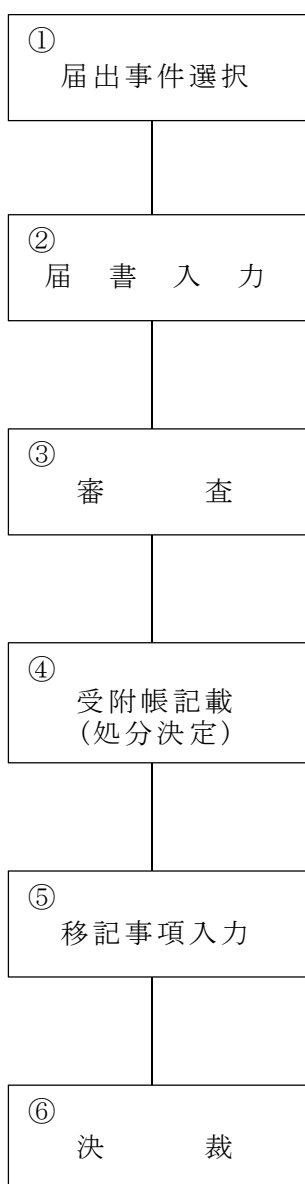 ①
届出事件選択
②
届書入力
③
審査
④
受附帳記載
(処分決定)
⑤
移記事項入力
⑥
決裁